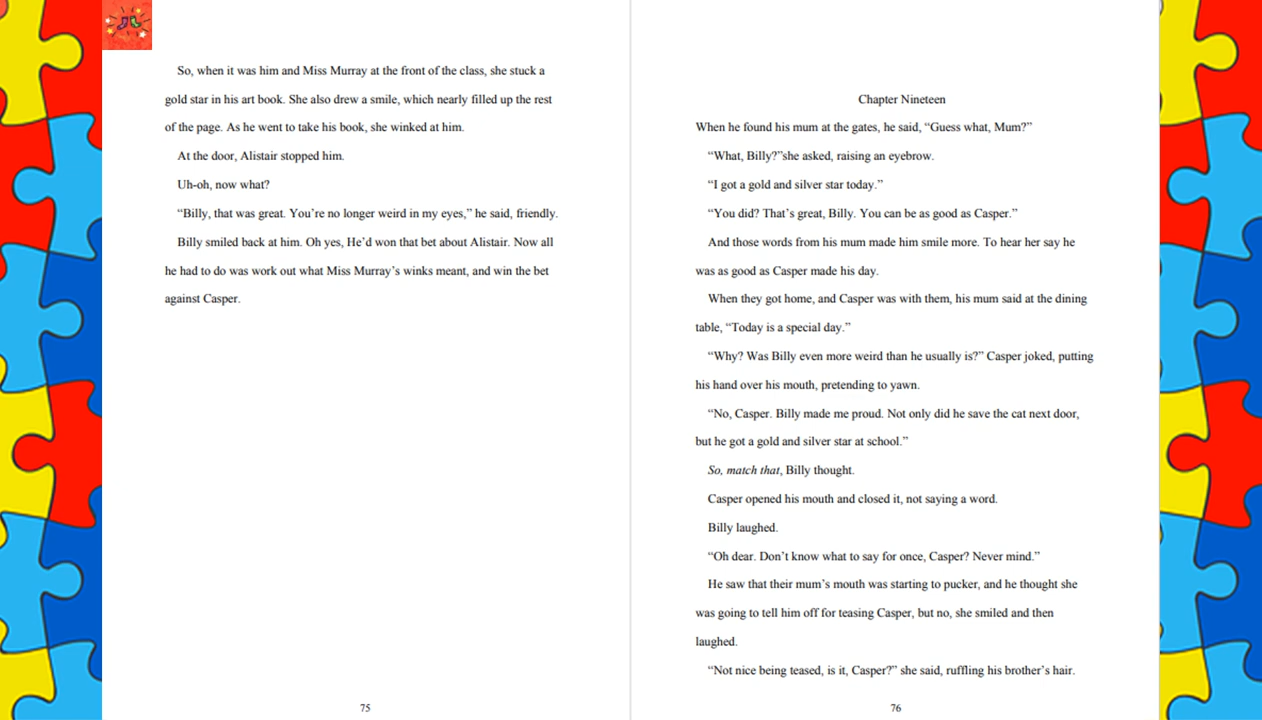 So, when it was him and Miss Murray at the front of the class, she stuck a
gold star in his art book. She also drew a smile, which nearly filled up the rest
of the page. As he went to take his book, she winked at him.
At the door, Alistair stopped him.
Uh-oh, now what?
“Billy, that was great. You’re no longer weird in my eyes,” he said, friendly.
Billy smiled back at him. Oh yes, He’d won that bet about Alistair. Now all
he had to do was work out what Miss Murray’s winks meant, and win the bet
against Casper.
75
Chapter Nineteen
When he found his mum at the gates, he said, “Guess what, Mum?”
“What, Billy?”she asked, raising an eyebrow.
“I got a gold and silver star today.”
“You did? That’s great, Billy. You can be as good as Casper.”
And those words from his mum made him smile more. To hear her say he
was as good as Casper made his day.
When they got home, and Casper was with them, his mum said at the dining
table, “Today is a special day.”
“Why? Was Billy even more weird than he usually is?” Casper joked, putting
his hand over his mouth, pretending to yawn.
“No, Casper. Billy made me proud. Not only did he save the cat next door,
but he got a gold and silver star at school.”
So, match that, Billy thought.
Casper opened his mouth and closed it, not saying a word.
Billy laughed.
“Oh dear. Don’t know what to say for once, Casper? Never mind.”
He saw that their mum’s mouth was starting to pucker, and he thought she
was going to tell him off for teasing Casper, but no, she smiled and then
laughed.
“Not nice being teased, is it, Casper?” she said, ruffling his brother’s hair.
76